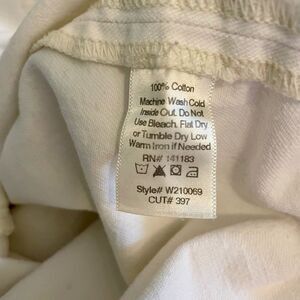 100% Cotton
Machine Wash Cold
Inside Out. Do Not
Use Bleach. Flat Dry
or Tumble Dry Low
Warm Iron if Needed
RN# 141183
Style# W210069
CUT# 397